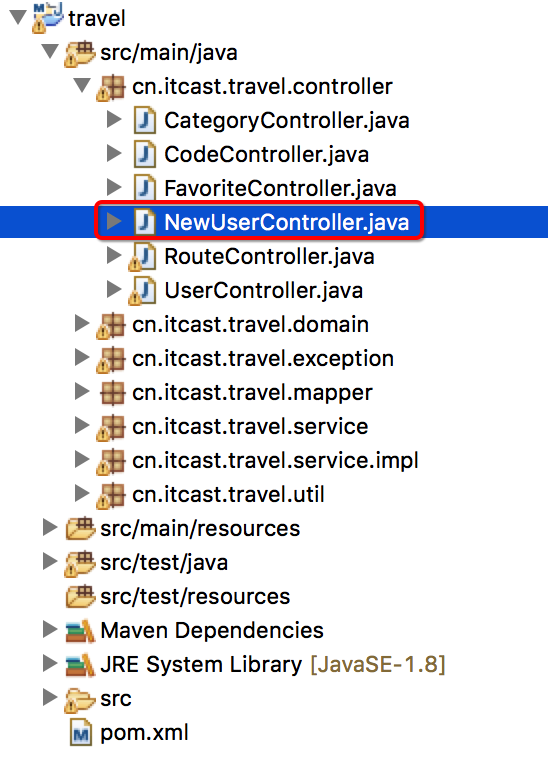 travel
src/main/java
cn.itcast.travel.controller
CategoryController.java
CodeController.java
FavoriteController.java
NewUserController.java
RouteController.java
UserController.java
cn.itcast.travel.domain
cn.itcast.travel.exception
cn.itcast.travel.mapper
cn.itcast.travel.service
cn.itcast.travel.service.impl
cn.itcast.travel.util
src/main/resources
src/test/java
src/test/resources
Maven Dependencies
JRE System Library [JavaSE-1.8]
src
pom.xml